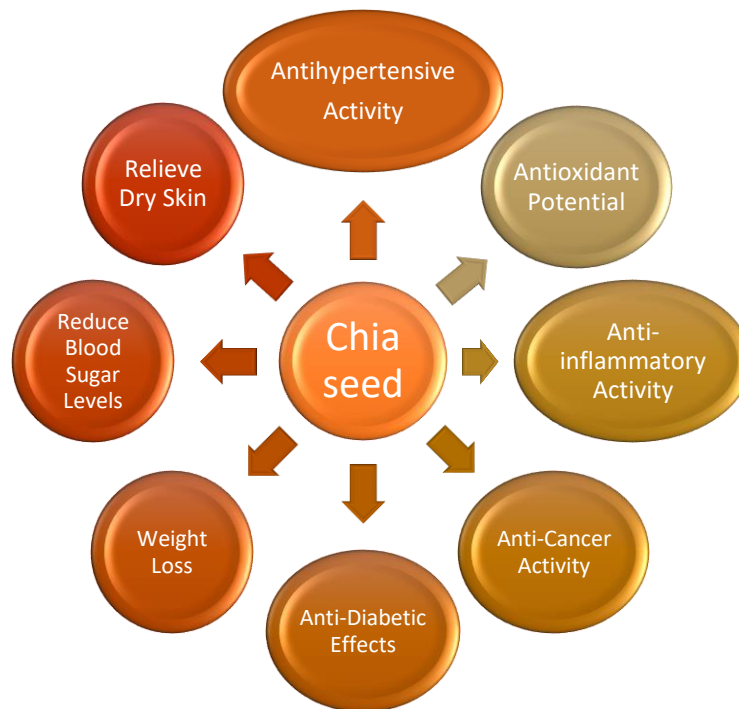 Antihypertensive
Activity
Antioxidant
Potential
Anti-
inflammatory
Activity
Anti-Cancer
Activity
Anti-Diabetic
Effects
Weight
Loss
Reduce
Blood
Sugar
Levels
Relieve
Dry Skin
Chia
seed